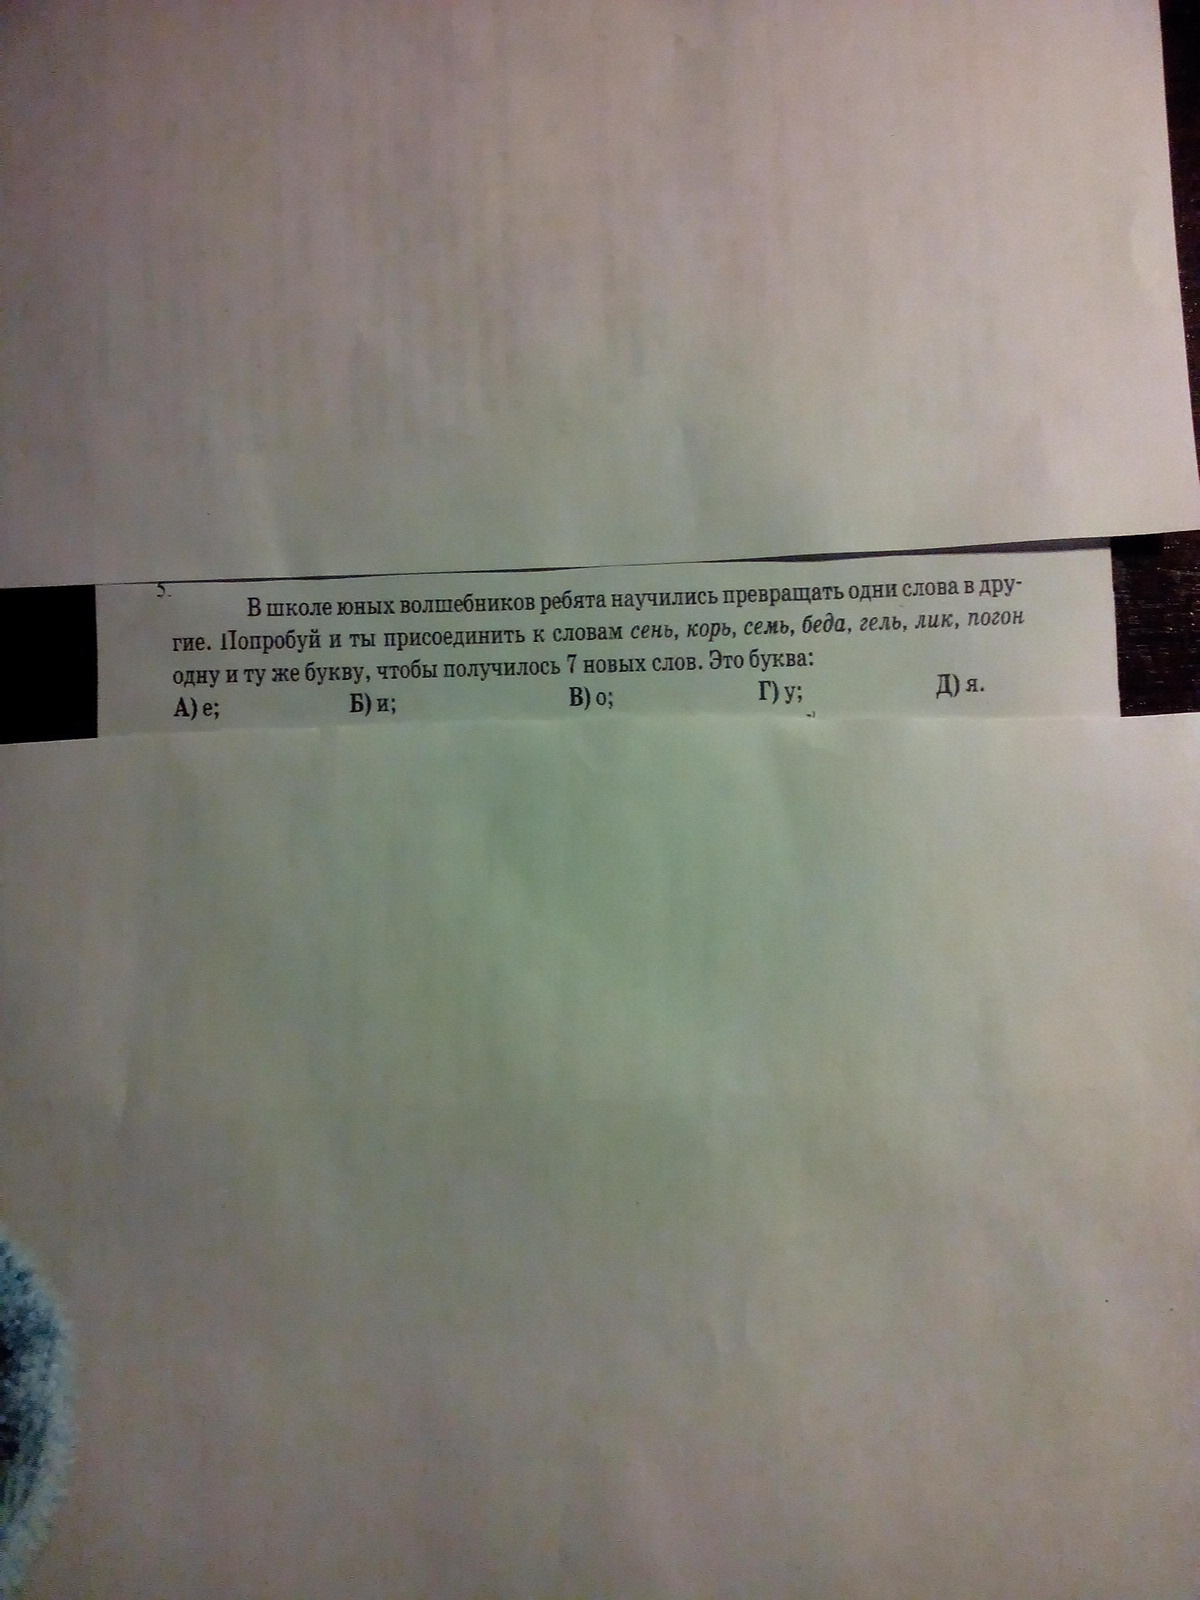 5.
В школе юных волшебников ребята научились превращать одни слова в дру-
гие. Попробуй и ты присоединить к словам сень, корь, семь, беда, гель, лик, погон
одну и ту же букву, чтобы получилось 7 новых слов. Это буква:
А) е; Б) и; В) о; Г) у; Д) я.